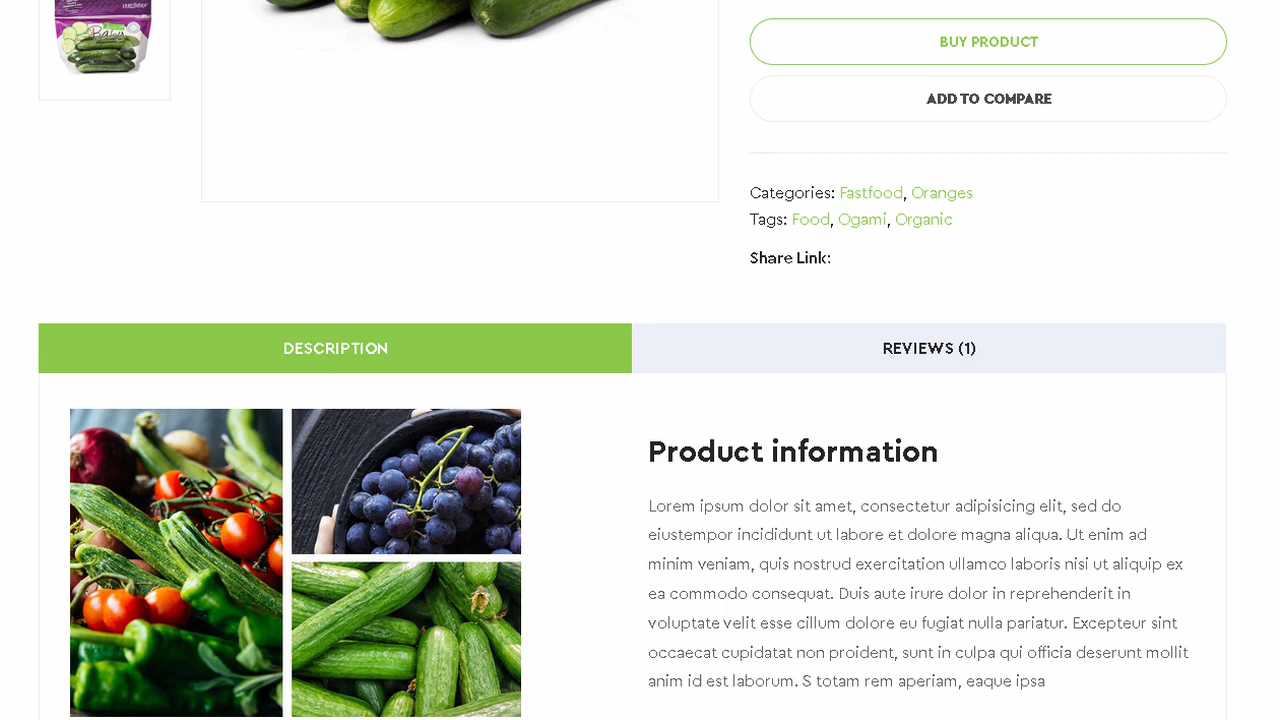 BUY PRODUCT
ADD TO COMPARE
Categories: Fastfood, Oranges
Tags: Food, Ogami, Organic
Share Link:
DESCRIPTION
REVIEWS (1)
Product information
Lorem ipsum dolor sit amet, consectetur adipisicing elit, sed do
eiustempor incididunt ut labore et dolore magna aliqua. Ut enim ad
minim veniam, quis nostrud exercitation ullamco laboris nisi ut aliquip ex
ea commodo consequat. Duis aute irure dolor in reprehenderit in
voluptate velit esse cillum dolore eu fugiat nulla pariatur. Excepteur sint
occaecat cupidatat non proident, sunt in culpa qui officia deserunt mollit
anim id est laborum. S totam rem aperiam, eaque ipsa